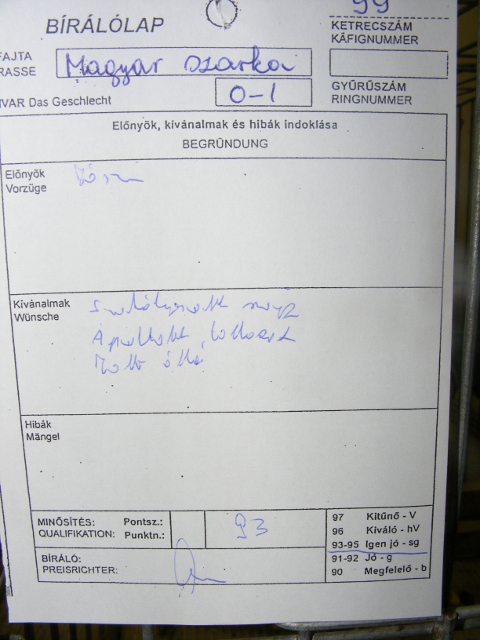 99
BÍRÁLÓLAP
KETRECSZÁM
KÄFIGNUMMER
FAJTA
RASSE
Magyar szarka
GYŰRŰSZÁM
RINGNUMMER
IVAR Das Geschlecht
0-1
Előnyök, kívánalmak és hibák indoklása
BEGRÜNDUNG
Előnyök
Vorzüge
Kívánalmak
Wünsche
Hibák
Mängel
MINŐSÍTÉS: Pontsz.:
QUALIFIKATION: Punktn.:
93
BÍRÁLÓ:
PREISRICHTER:
97 Kitűnő - V
96 Kiváló - hV
93-95 Igen jó - sg
91-92 Jó - g
90 Megfelelő - b